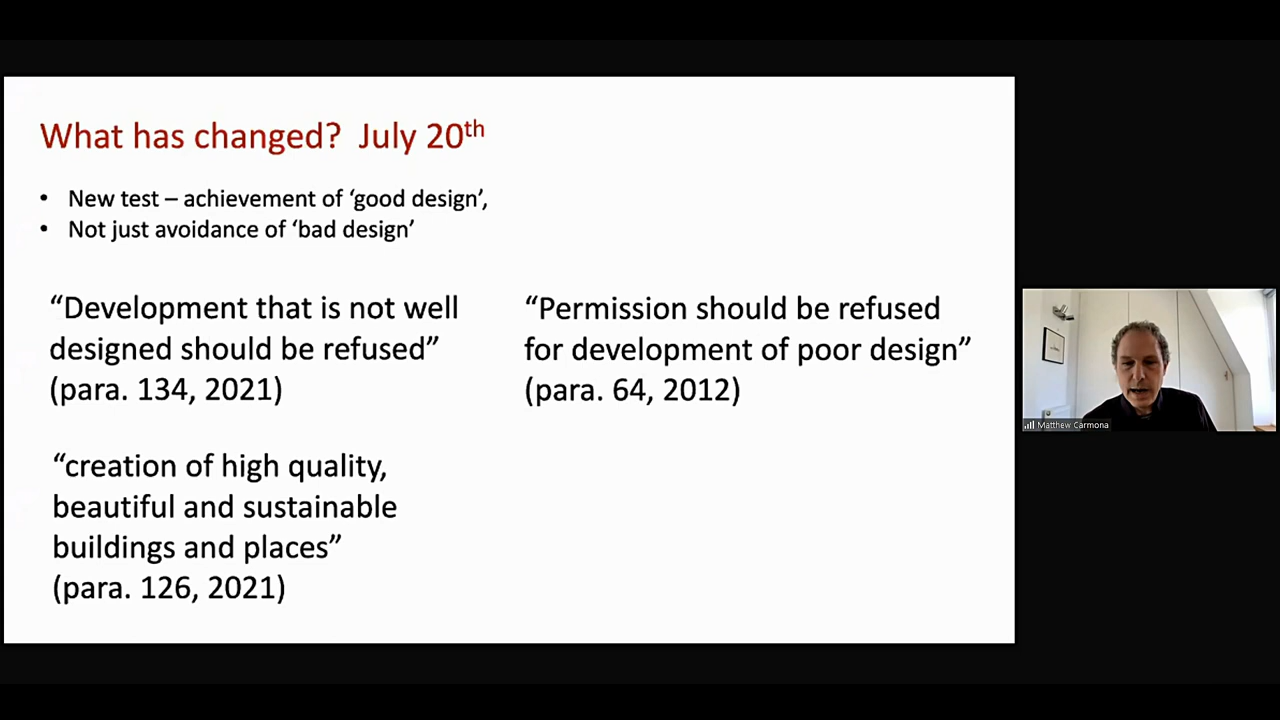 What has changed?  July 20th
• New test – achievement of ‘good design’,
• Not just avoidance of ‘bad design’
“Development that is not well
designed should be refused”
(para. 134, 2021)
“Permission should be refused
for development of poor design”
(para. 64, 2012)
“creation of high quality,
beautiful and sustainable
buildings and places”
(para. 126, 2021)
Matthew Carmona